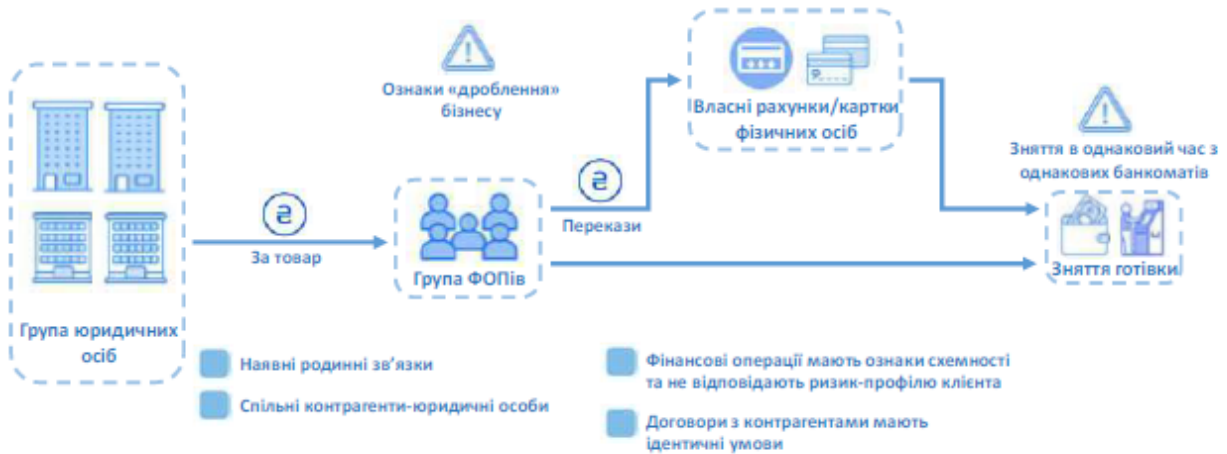 Ознаки «дроблення»
бізнесу
Власні рахунки/картки
фізичних осіб
Зняття в однаковий час з
однакових банкоматів
₴
За товар
₴
Перекази
Група ФОПів
Зняття готівки
Група юридичних
осіб
Наявні родинні зв’язки
Спільні контрагенти-юридичні особи
Фінансові операції мають ознаки схемності
та не відповідають ризик-профілю клієнта
Договори з контрагентами мають
ідентичні умови